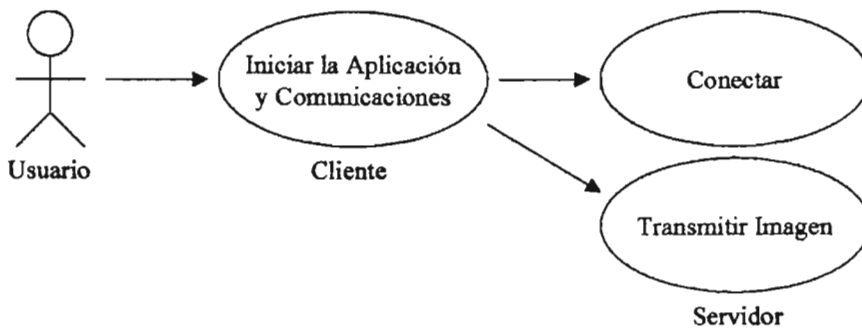 Iniciar la Aplicación
y Comunicaciones
Conectar
Usuario
Cliente
Transmitir Imagen
Servidor